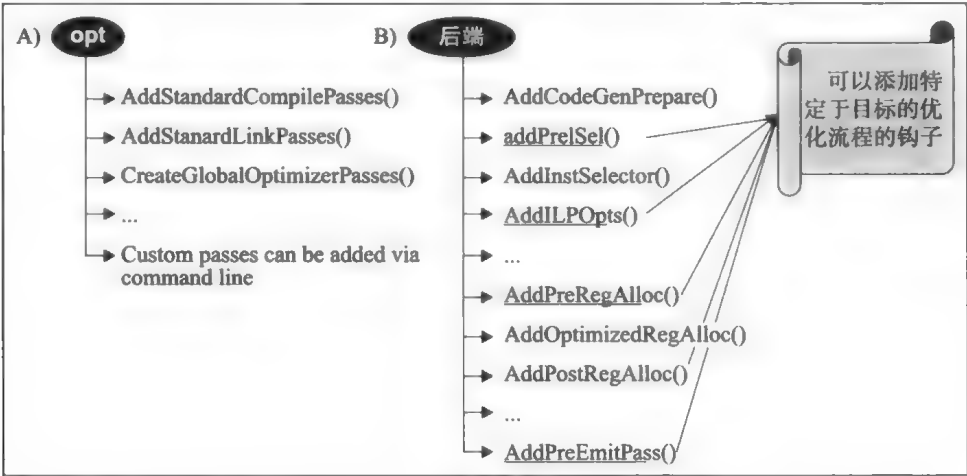 A) opt
AddStandardCompilePasses()
AddStanardLinkPasses()
CreateGlobalOptimizerPasses()
...
Custom passes can be added via
command line
B) 后端
AddCodeGenPrepare()
addPrelSel()
AddInstSelector()
AddILPOpts()
...
AddPreRegAlloc()
AddOptimizedRegAlloc()
AddPostRegAlloc()
...
AddPreEmitPass()
可以添加特
定于目标的优
化流程的钩子